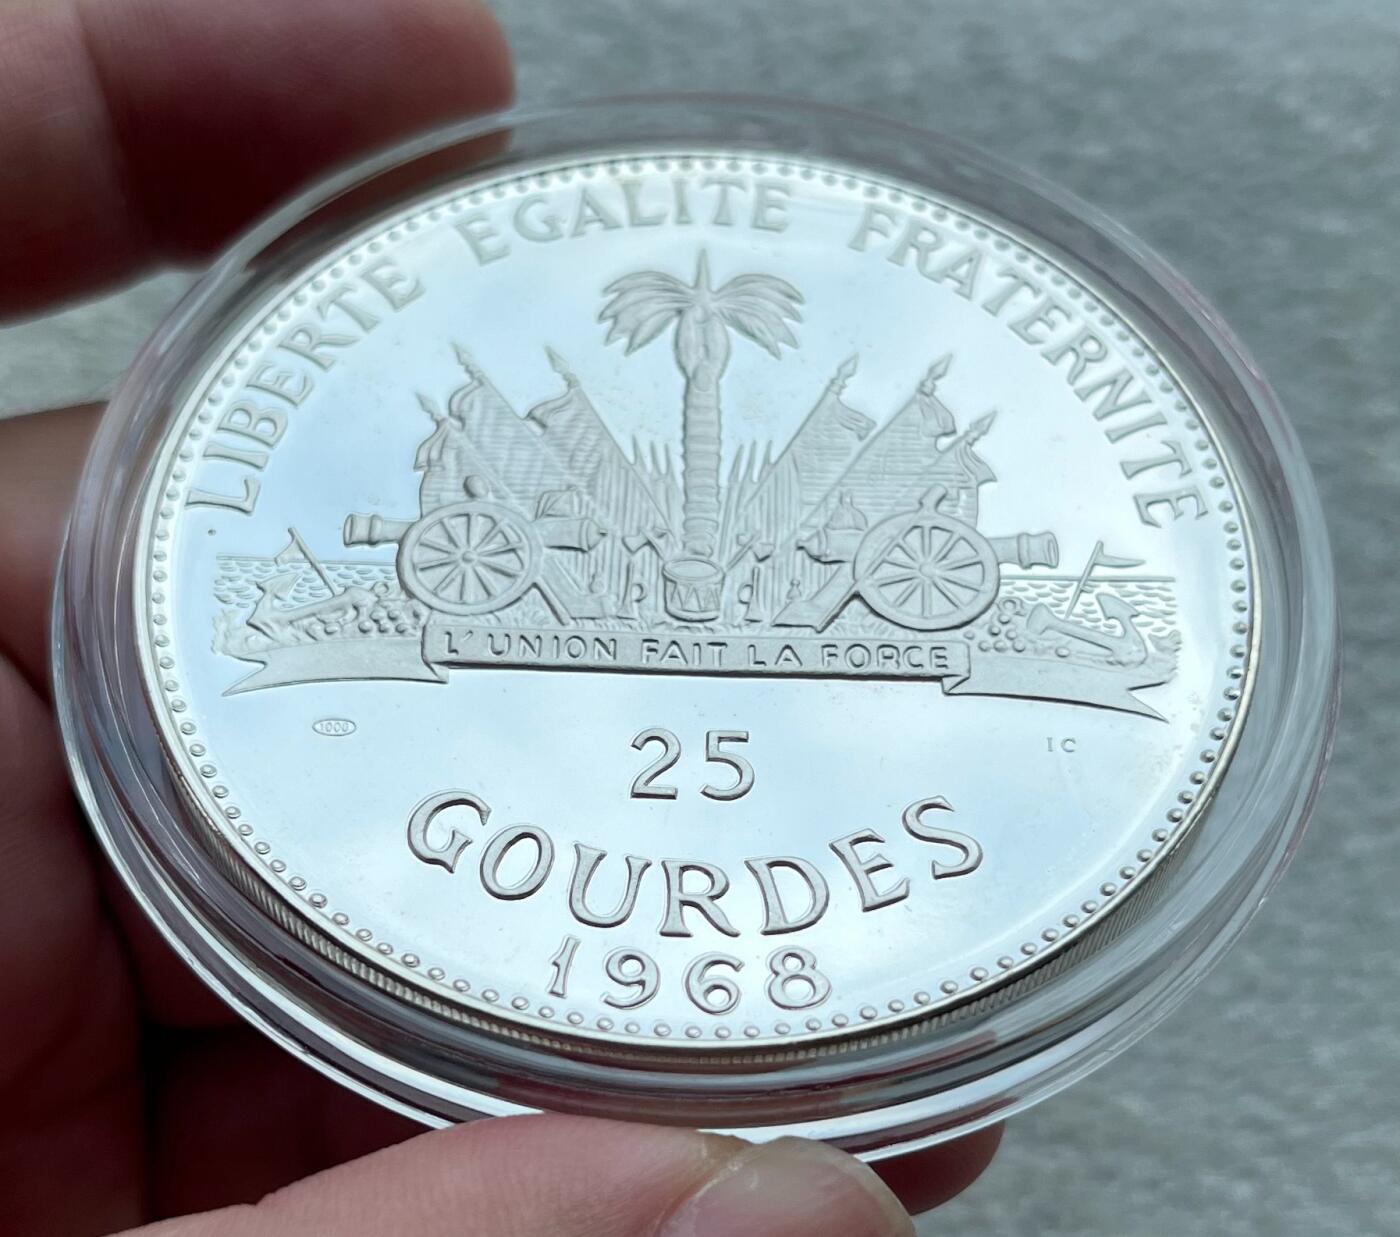 LIBERTE EGALITE FRATERNITE
L'UNION FAIT LA FORCE
1000
IC
25
GOURDES
1968